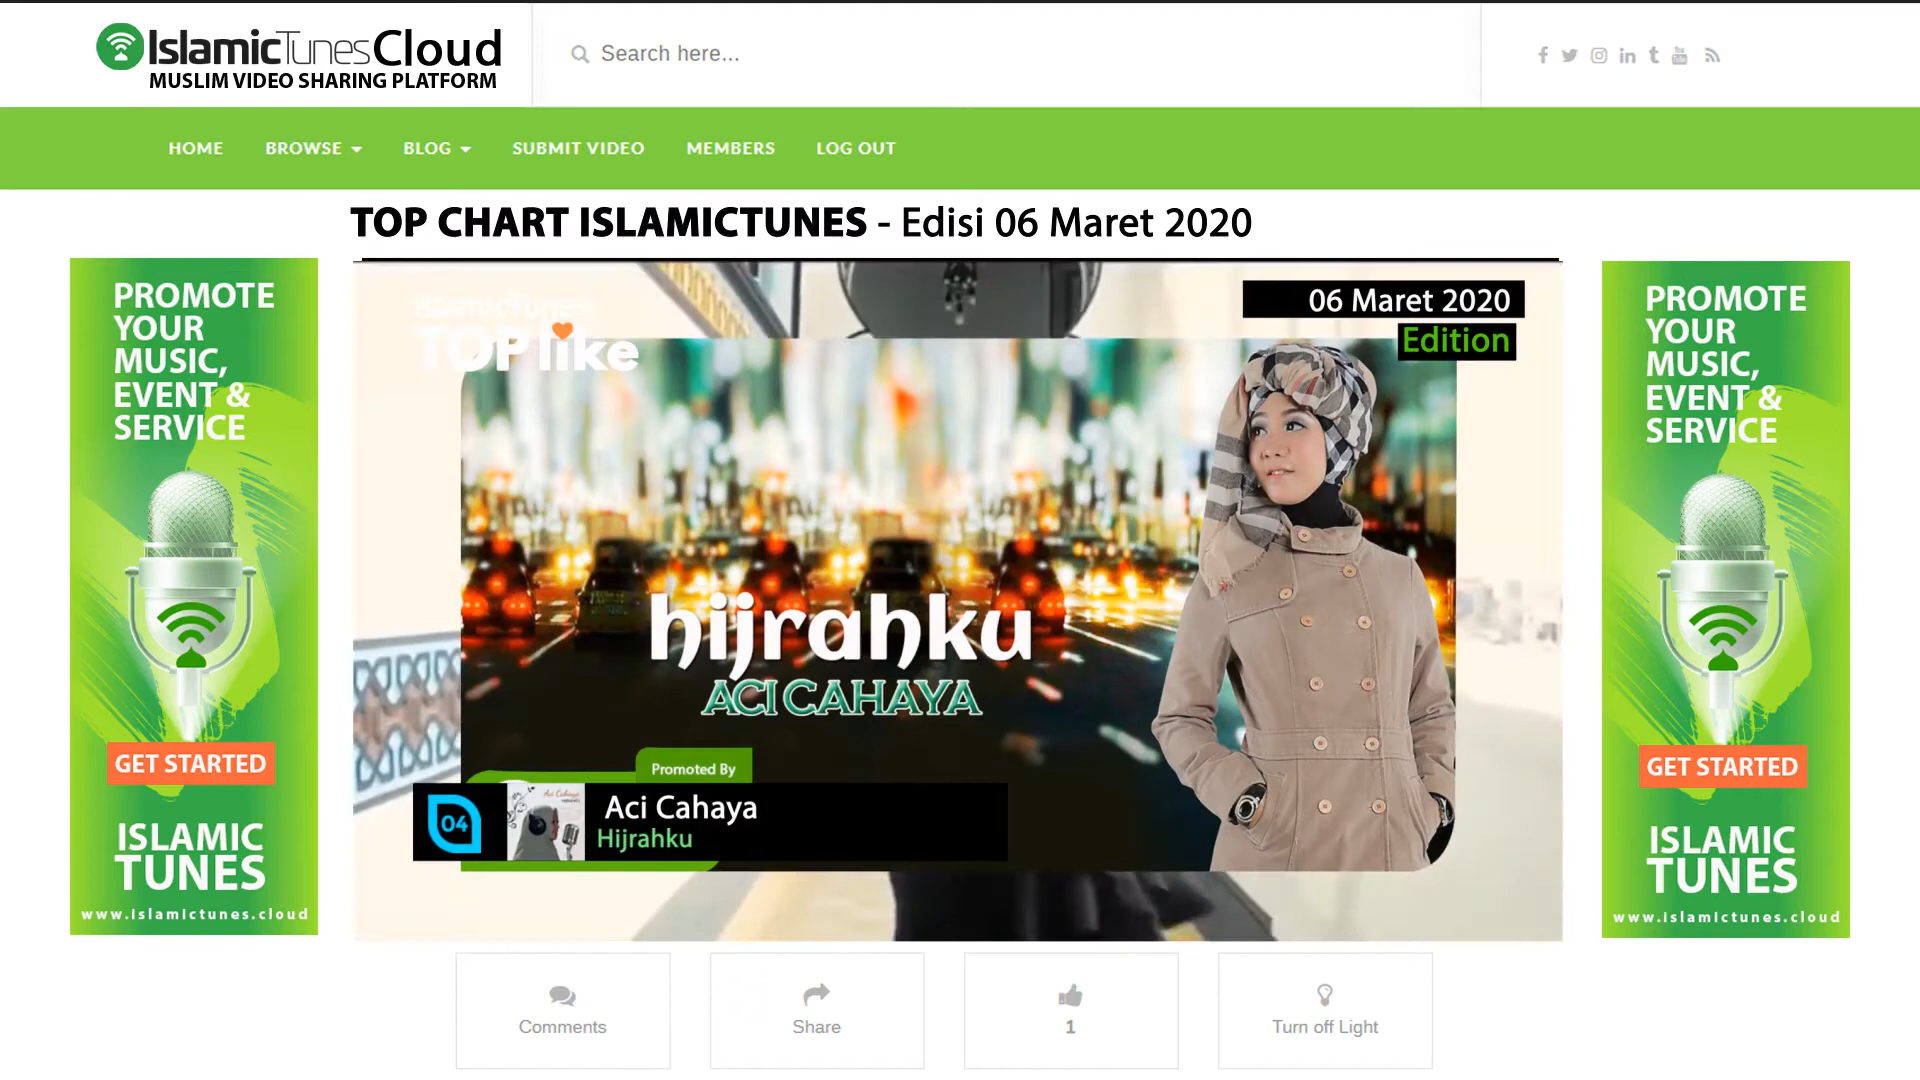 IslamicTunesCloud
MUSLIM VIDEO SHARING PLATFORM
Search here...
HOME BROWSE BLOG SUBMIT VIDEO MEMBERS LOG OUT
TOP CHART ISLAMICTUNES - Edisi 06 Maret 2020
PROMOTE
YOUR
MUSIC,
EVENT &
SERVICE
GET STARTED
ISLAMIC
TUNES
www.islamictunes.cloud
islamictunes
TOP like
06 Maret 2020
Edition
hijrahku
ACI CAHAYA
Promoted By
04
Aci Cahaya
Aci Cahaya
Hijrahku
PROMOTE
YOUR
MUSIC,
EVENT &
SERVICE
GET STARTED
ISLAMIC
TUNES
www.islamictunes.cloud
Comments
Share
1
Turn off Light